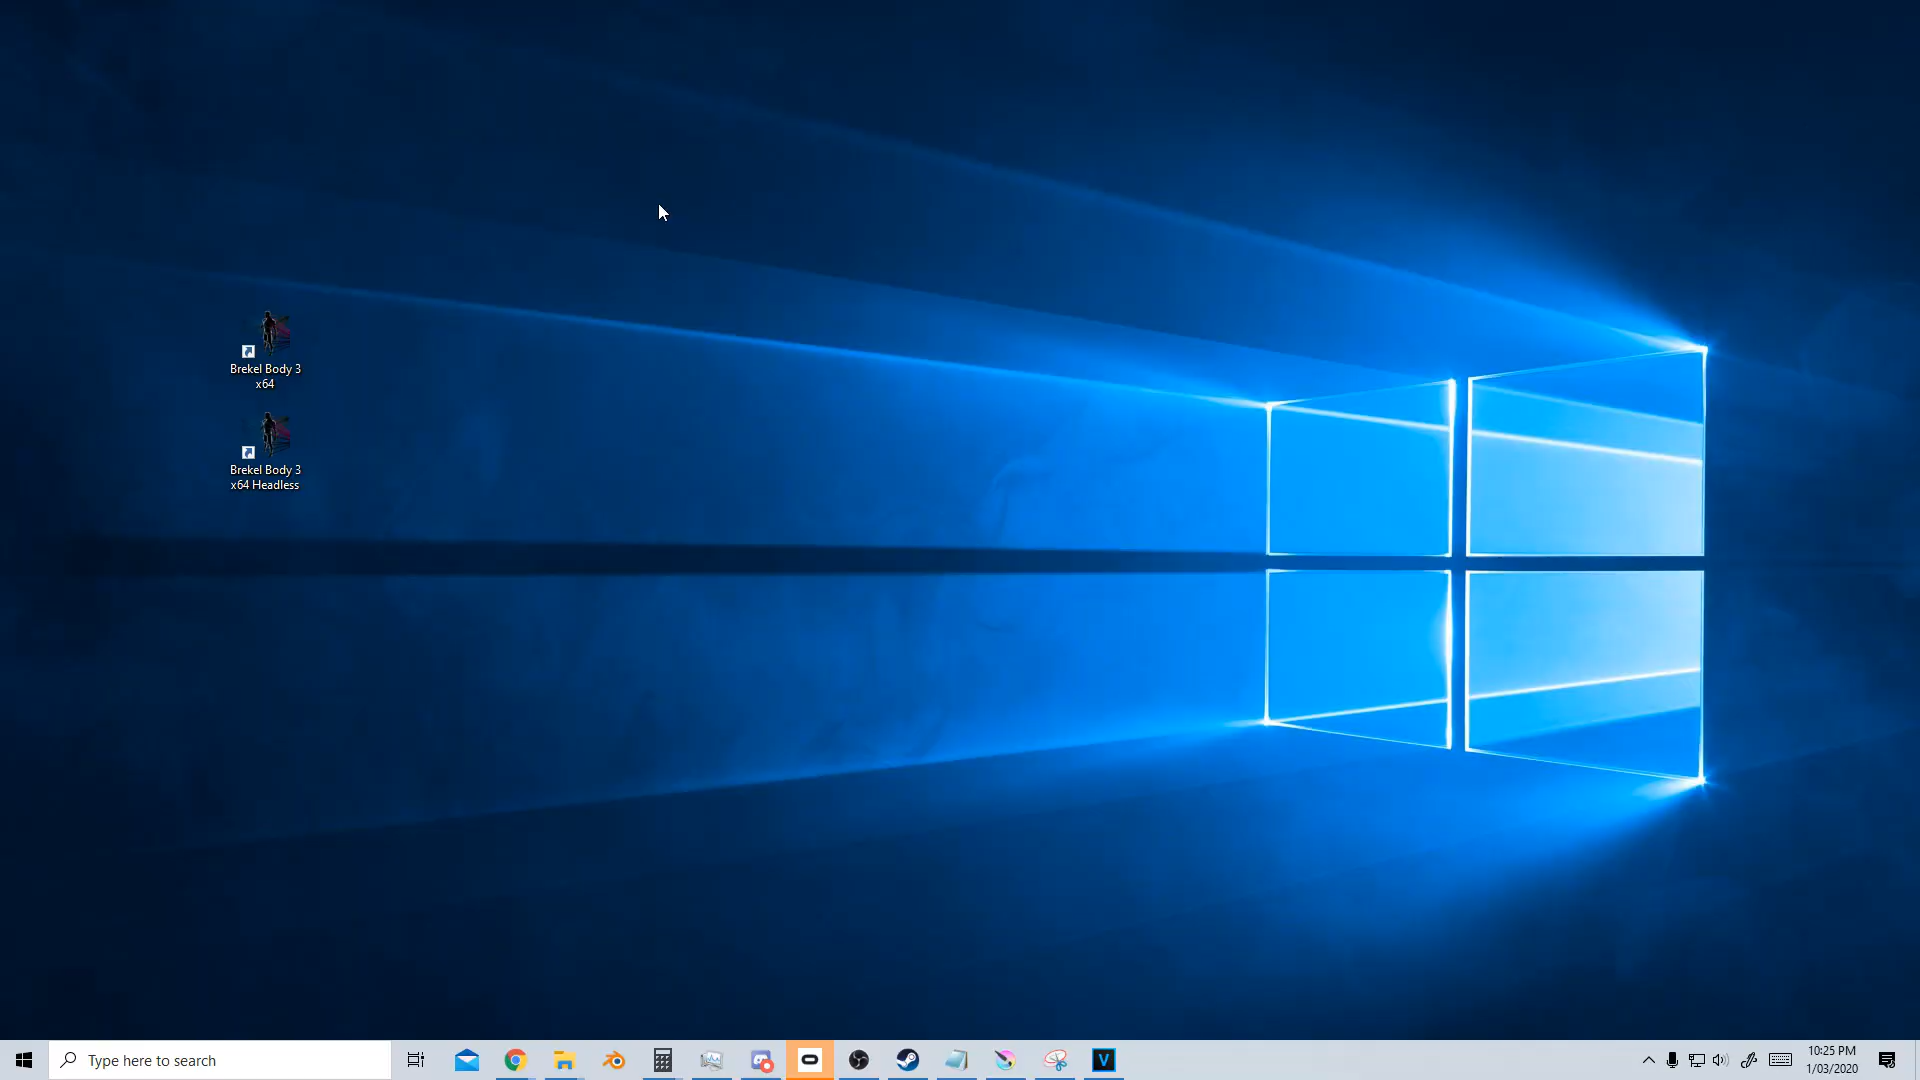 Brekel Body 3
x64
Brekel Body 3
x64 Headless
Type here to search
V
10:25 PM
1/03/2020